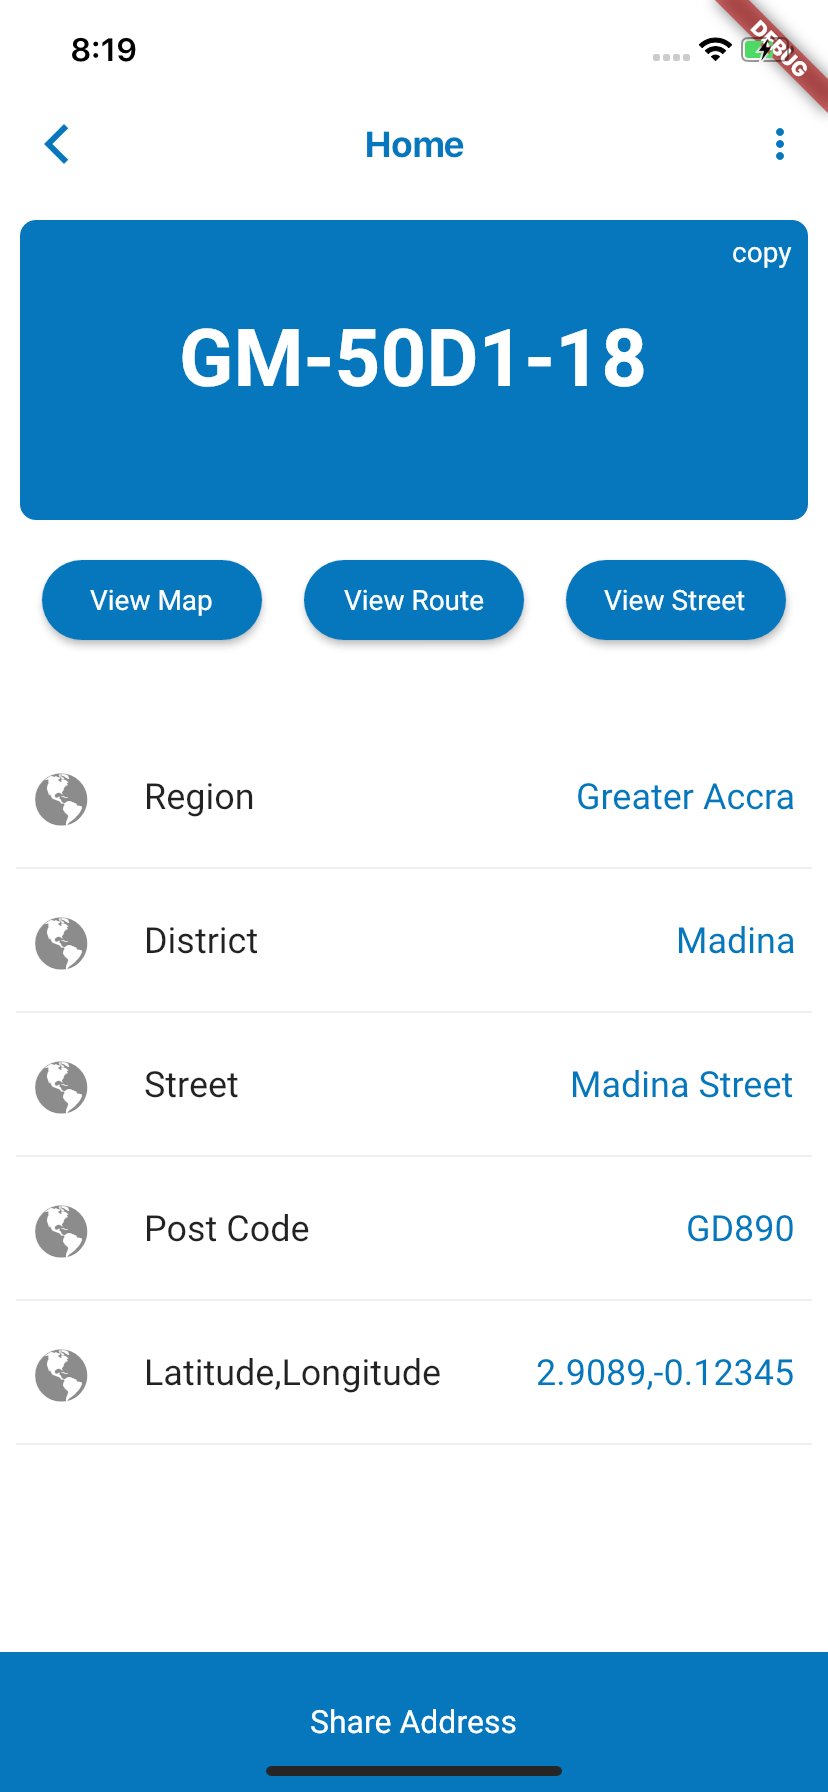 8:19
DEBUG
Home
copy
GM-50D1-18
View Map View Route View Street
Region Greater Accra
District Madina
Street Madina Street
Post Code GD890
Latitude,Longitude 2.9089,-0.12345
Share Address